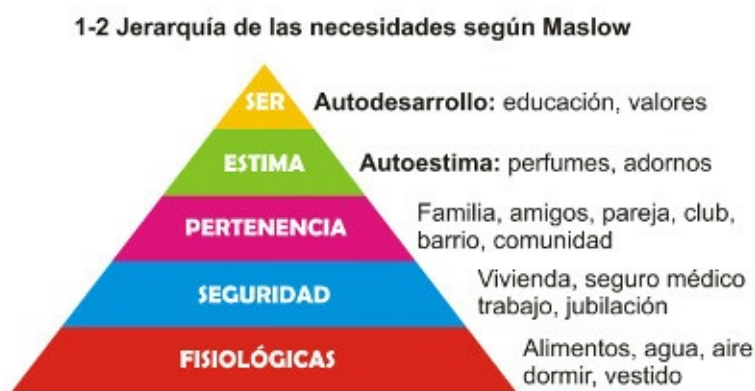 1-2 Jerarquía de las necesidades según Maslow
SER
Autodesarrollo: educación, valores
ESTIMA
Autoestima: perfumes, adornos
PERTENENCIA
Familia, amigos, pareja, club,
barrio, comunidad
SEGURIDAD
Vivienda, seguro médico
trabajo, jubilación
FISIOLÓGICAS
Alimentos, agua, aire
dormir, vestido